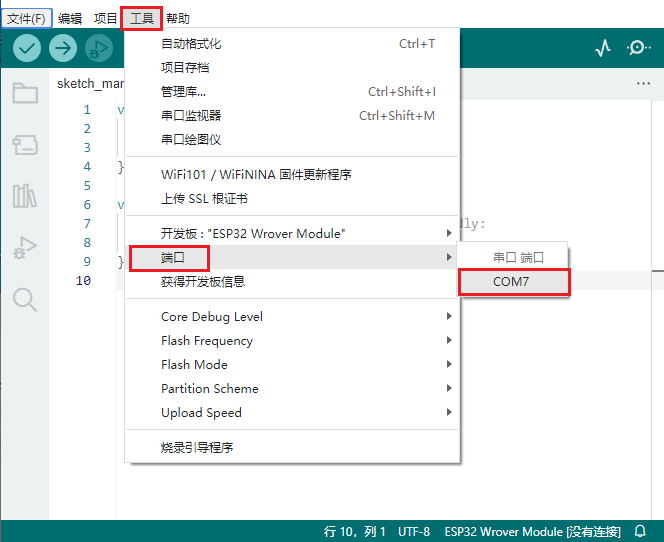 文件(F) 编辑 项目 工具 帮助
自动格式化 Ctrl+T
项目存档
管理库... Ctrl+Shift+I
串口监视器 Ctrl+Shift+M
串口绘图仪
WiFi101 / WiFiNINA 固件更新程序
上传 SSL 根证书
开发板 : "ESP32 Wrover Module"
端口
串口 端口
COM7
获得开发板信息
Core Debug Level
Flash Frequency
Flash Mode
Partition Scheme
Upload Speed
烧录引导程序
sketch_mar
1 v
2
3
4 }
5
6 v
7 dly:
8
9 }
10
行 10，列 1 UTF-8 ESP32 Wrover Module [没有连接]